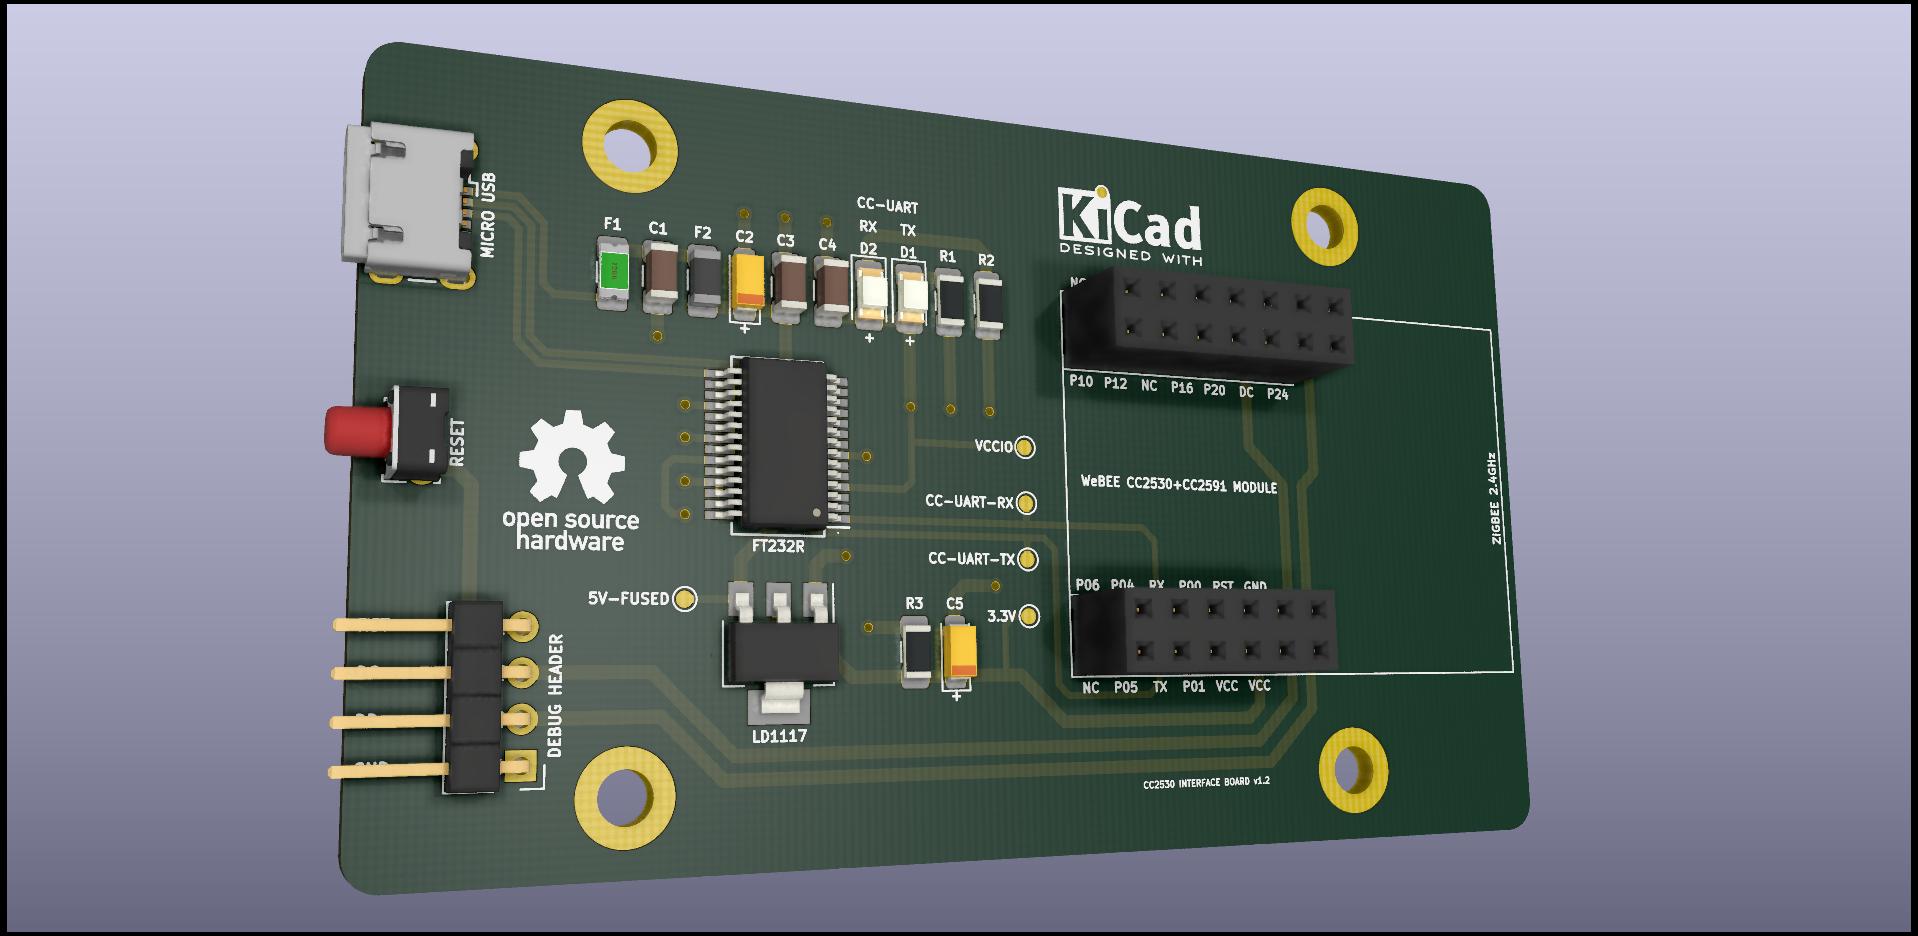 MICRO USB
F1
C1
F2
C2
C3
C4
CC-UART
RX
TX
D2
D1
R1
R2
+
+
+
KiCad
DESIGNED WITH
P10 P12 NC P16 P20 DC P24
RESET
open source
hardware
FT232R
VCCIO
CC-UART-RX
CC-UART-TX
3.3V
5V-FUSED
WeBEE CC2530+CC2591 MODULE
ZiGBEE 2.4GHz
P06 P04 RX P00 RST GND
NC P05 TX P01 VCC VCC
R3
C5
+
LD1117
DEBUG HEADER
GND
CC2530 INTERFACE BOARD v1.2